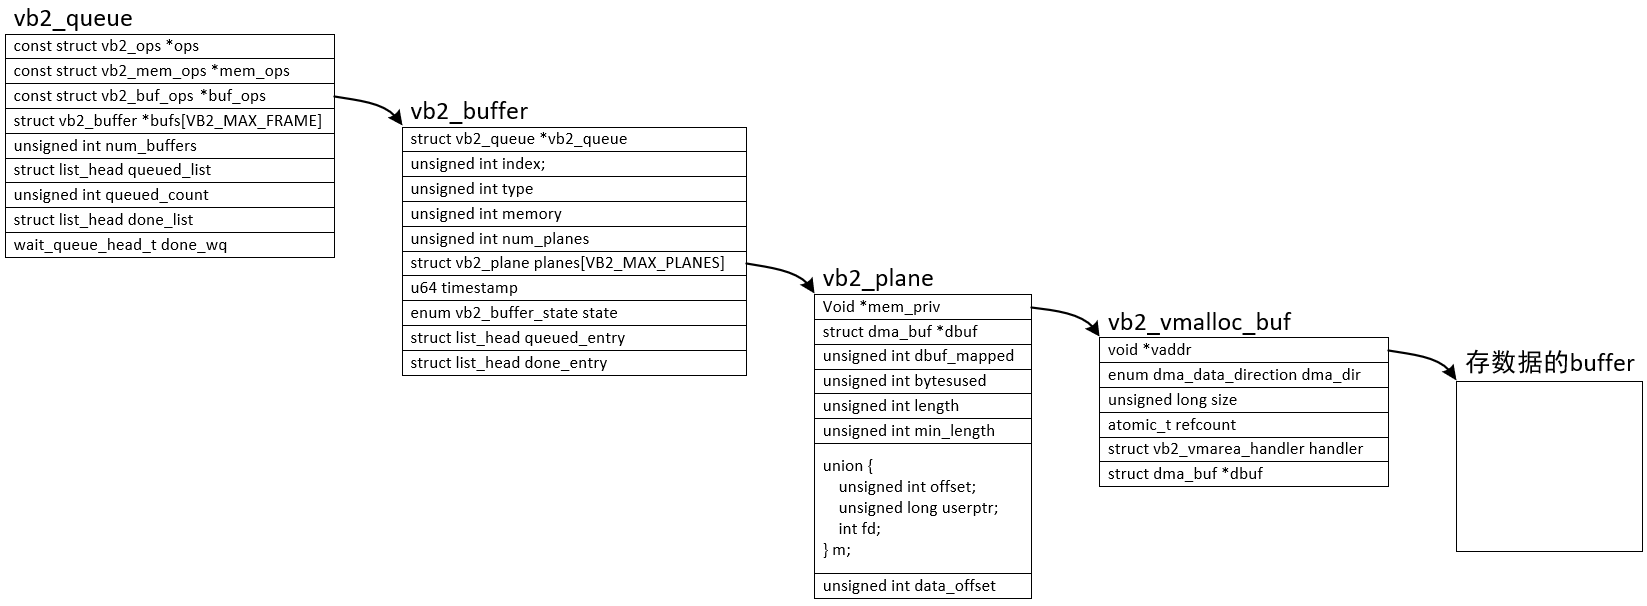 vb2_queue
const struct vb2_ops *ops
const struct vb2_mem_ops *mem_ops
const struct vb2_buf_ops *buf_ops
struct vb2_buffer *bufs[VB2_MAX_FRAME]
unsigned int num_buffers
struct list_head queued_list
unsigned int queued_count
struct list_head done_list
wait_queue_head_t done_wq
vb2_buffer
struct vb2_queue *vb2_queue
unsigned int index;
unsigned int type
unsigned int memory
unsigned int num_planes
struct vb2_plane planes[VB2_MAX_PLANES]
u64 timestamp
enum vb2_buffer_state state
struct list_head queued_entry
struct list_head done_entry
vb2_plane
Void *mem_priv
struct dma_buf *dbuf
unsigned int dbuf_mapped
unsigned int bytesused
unsigned int length
unsigned int min_length
union {
unsigned int offset;
unsigned long userptr;
int fd;
} m;
unsigned int data_offset
vb2_vmalloc_buf
void *vaddr
enum dma_data_direction dma_dir
unsigned long size
atomic_t refcount
struct vb2_vmarea_handler handler
struct dma_buf *dbuf
存数据的buffer